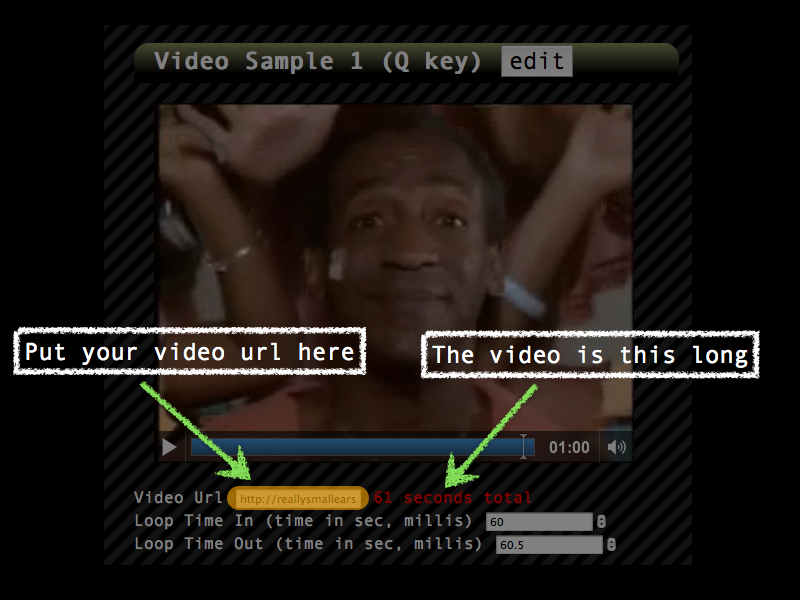 Video Sample 1 (Q key) edit
Put your video url here
The video is this long
01:00
Video Url http://reallysmallears. 61 seconds total
Loop Time In (time in sec, millis) 60
Loop Time Out (time in sec, millis) 60.5